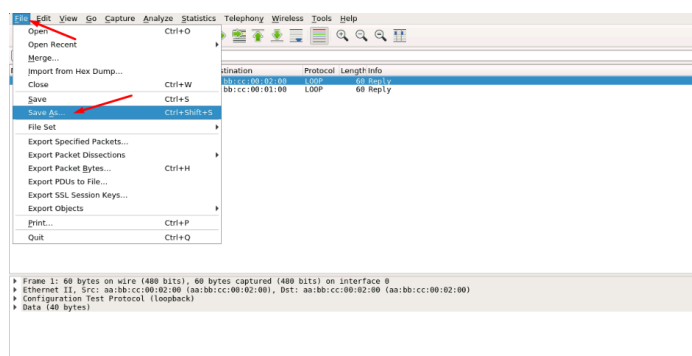 File Edit View Go Capture Analyze Statistics Telephony Wireless Tools Help
Open Ctrl+O
Open Recent
Merge...
Import from Hex Dump...
Close Ctrl+W
Save Ctrl+S
Save As... Ctrl+Shift+S
File Set
Export Specified Packets...
Export Packet Dissections
Export Packet Bytes... Ctrl+H
Export PDUs to File...
Export SSL Session Keys...
Export Objects
Print... Ctrl+P
Quit Ctrl+Q
stination Protocol Length Info
bb:cc:00:02:00 LOOP 60 Reply
bb:cc:00:01:00 LOOP 60 Reply
Frame 1: 60 bytes on wire (480 bits), 60 bytes captured (480 bits) on interface 0
Ethernet II, Src: aa:bb:cc:00:02:00 (aa:bb:cc:00:02:00), Dst: aa:bb:cc:00:02:00 (aa:bb:cc:00:02:00)
Configuration Test Protocol (loopback)
Data (40 bytes)